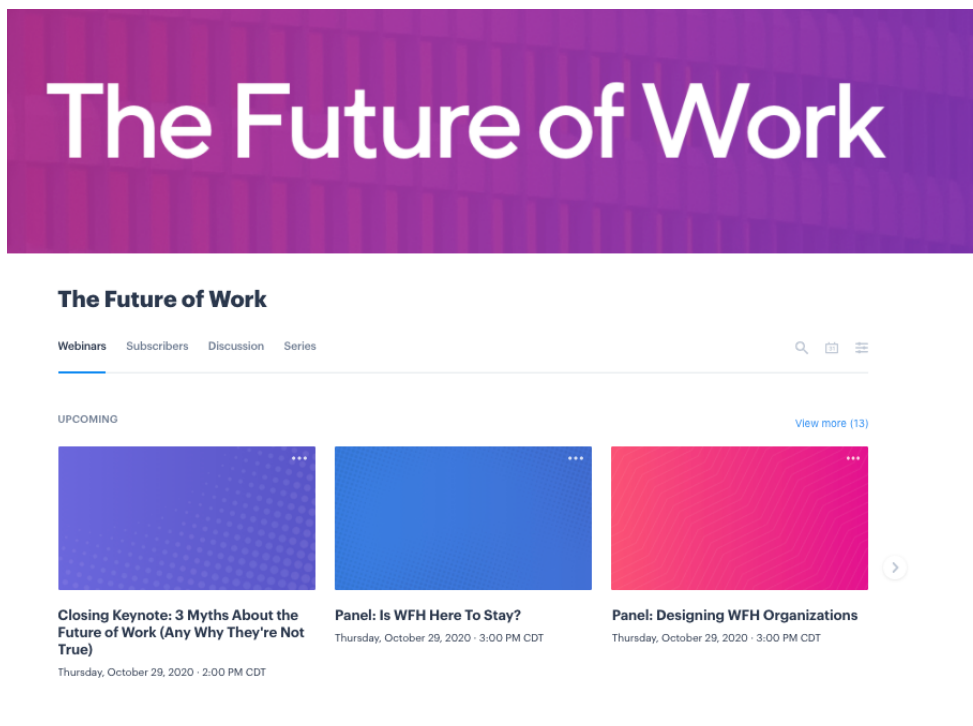 The Future of Work
The Future of Work
Webinars Subscribers Discussion Series
31
UPCOMING
View more (13)
Closing Keynote: 3 Myths About the
Future of Work (Any Why They're Not
True)
Thursday, October 29, 2020 · 2:00 PM CDT
Panel: Is WFH Here To Stay?
Thursday, October 29, 2020 · 3:00 PM CDT
Panel: Designing WFH Organizations
Thursday, October 29, 2020 · 3:00 PM CDT